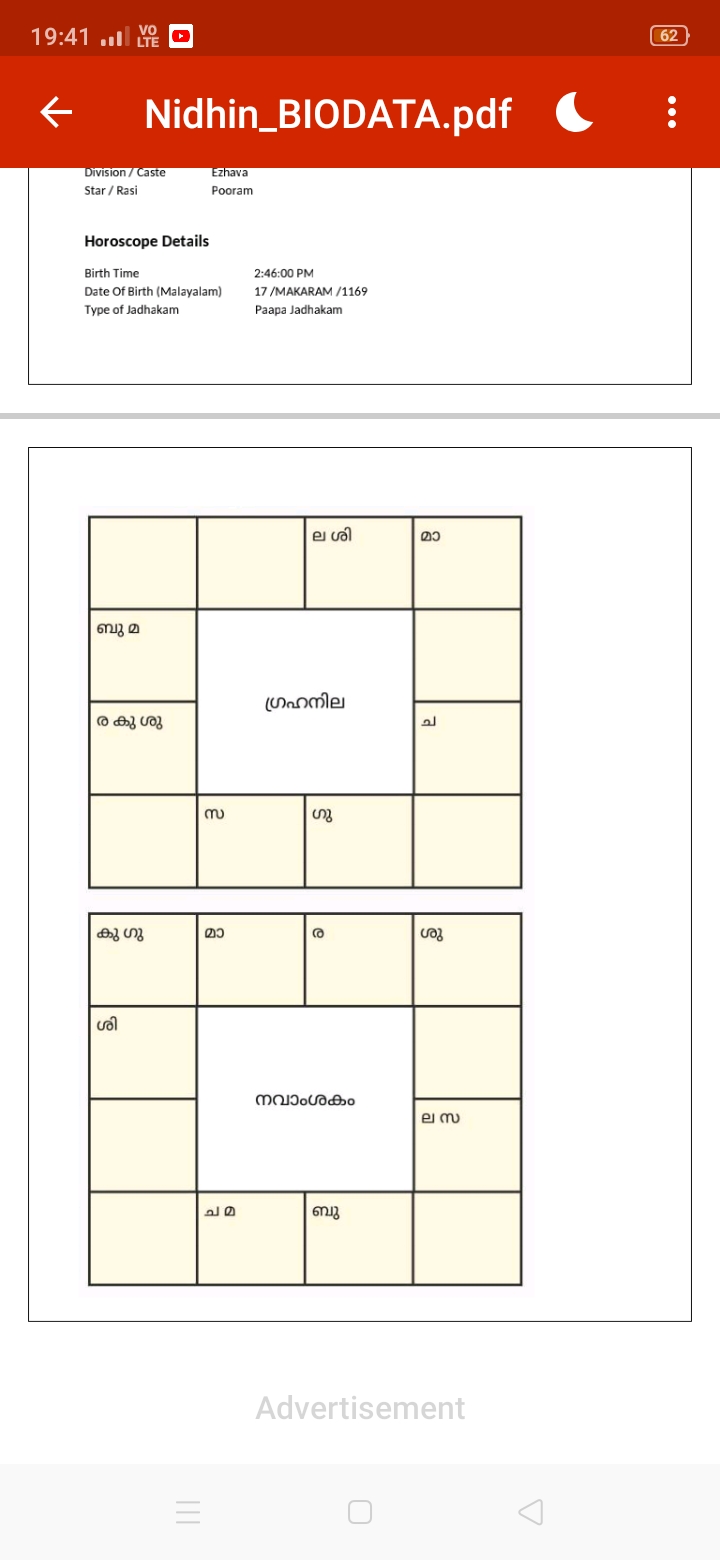 19:41 VO LTE 62
Nidhin_BIODATA.pdf
Division / Caste Ezhava
Star / Rasi Pooram
Horoscope Details
Birth Time 2:46:00 PM
Date Of Birth (Malayalam) 17 /MAKARAM /1169
Type of Jadhakam Paapa Jadhakam
ല ശി മാ
ബു മ
ഗ്രഹനില
ര കു ശു ച
സ ഗു
കു ഗു മാ ര ശു
ശി
നവാംശകം
ല സ
ച മ ബു
Advertisement